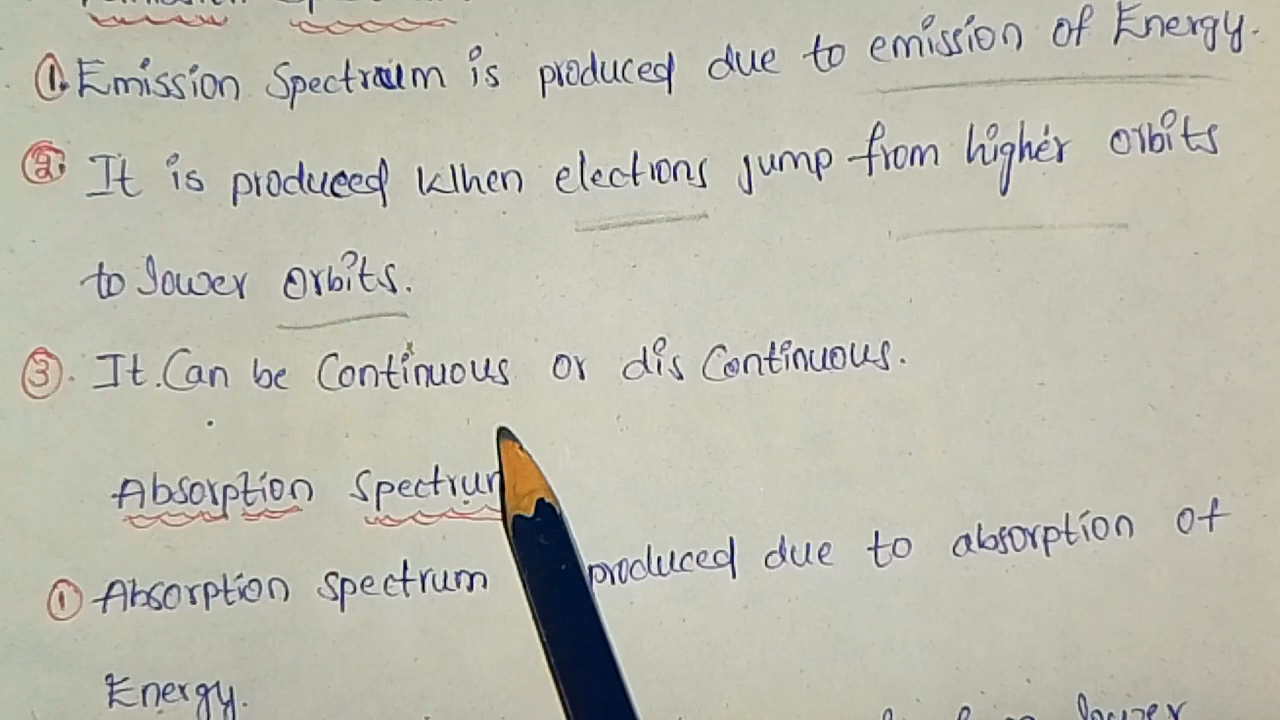 1. Emission Spectrum is produced due to emission of Energy.
2. It is produced When elections jump from higher orbits
to lower orbits.
3. It. Can be Continuous or dis Continuous.
Absorption Spectrum
1 Absorption spectrum produced due to absorption of
Energy.
lower